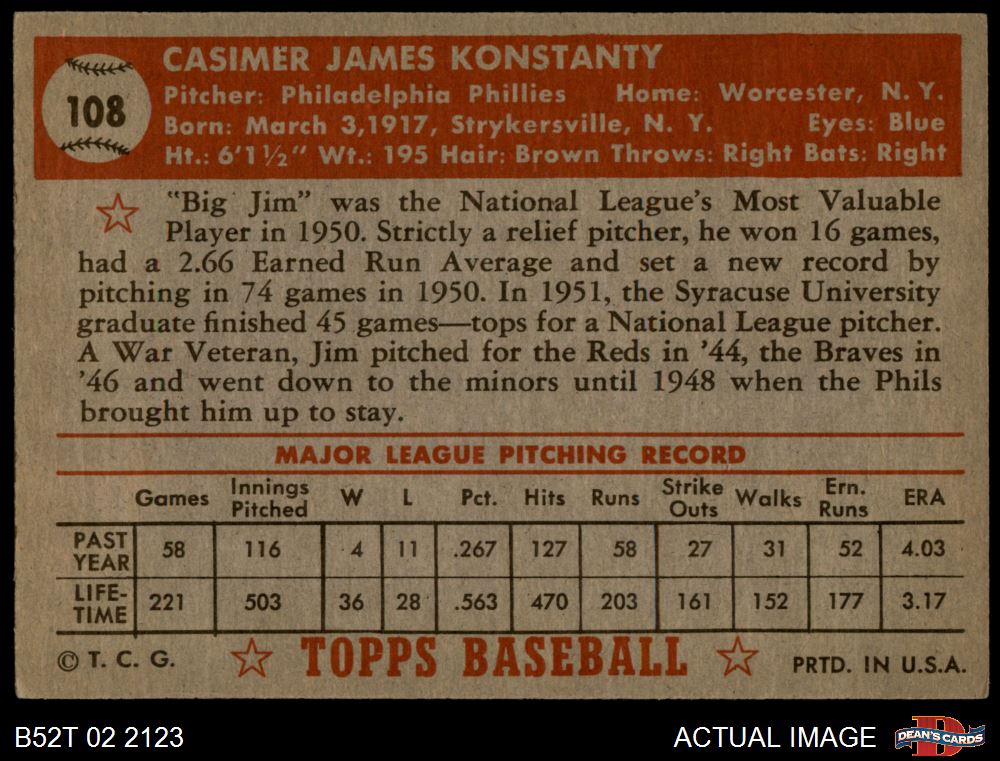 108
CASIMER JAMES KONSTANTY
Pitcher: Philadelphia Phillies Home: Worcester, N. Y.
Born: March 3,1917, Strykersville, N. Y. Eyes: Blue
Ht.: 6'1½" Wt.: 195 Hair: Brown Throws: Right Bats: Right
"Big Jim" was the National League's Most Valuable
Player in 1950. Strictly a relief pitcher, he won 16 games,
had a 2.66 Earned Run Average and set a new record by
pitching in 74 games in 1950. In 1951, the Syracuse University
graduate finished 45 games—tops for a National League pitcher.
A War Veteran, Jim pitched for the Reds in '44, the Braves in
'46 and went down to the minors until 1948 when the Phils
brought him up to stay.
MAJOR LEAGUE PITCHING RECORD
Games Innings Pitched W L Pct. Hits Runs Strike Outs Walks Ern. Runs ERA
PAST YEAR 58 116 4 11 .267 127 58 27 31 52 4.03
LIFE-TIME 221 503 36 28 .563 470 203 161 152 177 3.17
© T. C. G. TOPPS BASEBALL PRTD. IN U.S.A.
B52T 02 2123 ACTUAL IMAGE DEAN'S CARDS